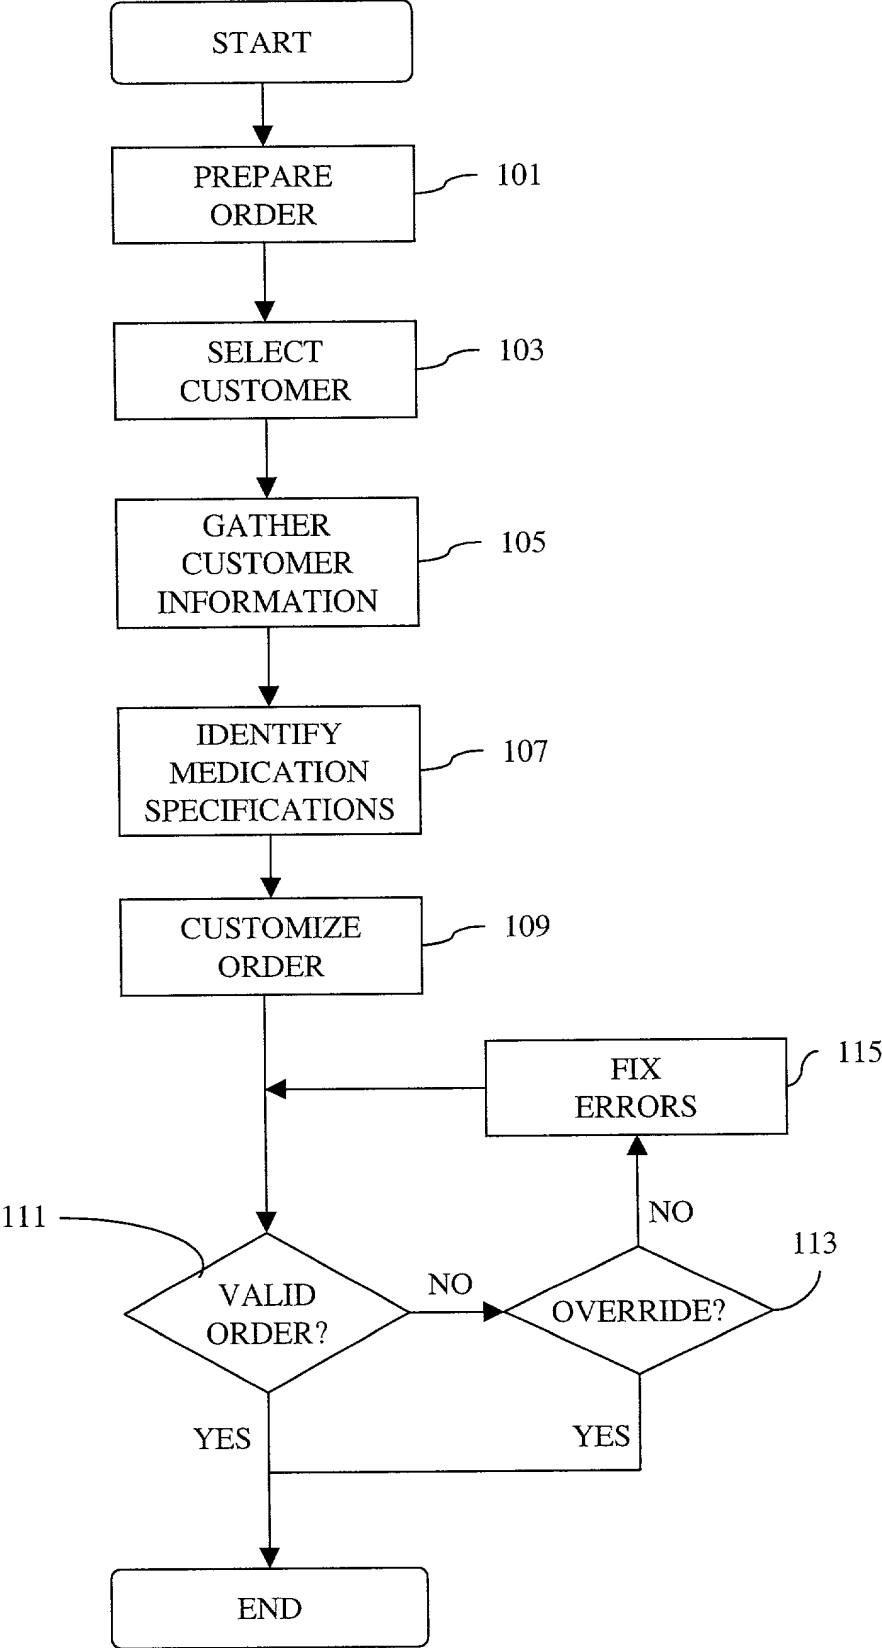 START
PREPARE
ORDER
101
SELECT
CUSTOMER
103
GATHER
CUSTOMER
INFORMATION
105
IDENTIFY
MEDICATION
SPECIFICATIONS
107
CUSTOMIZE
ORDER
109
FIX
ERRORS
115
111
VALID
ORDER?
NO
OVERRIDE?
NO
113
YES
YES
END